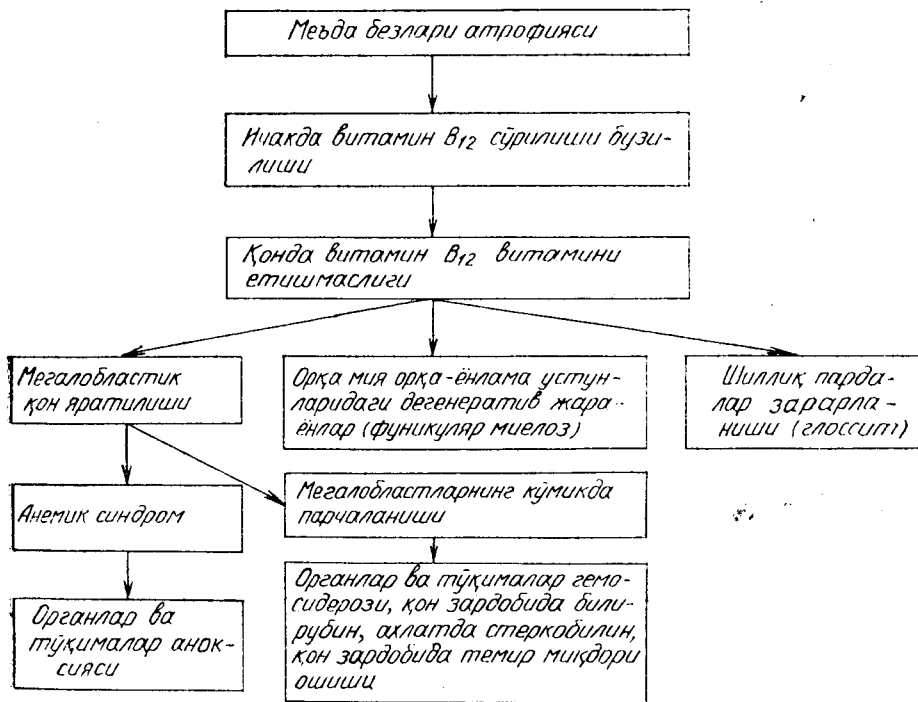 Меъда безлари атрофияси
Ичакда витамин B12 сўрилиши бузи-
лиши
Қонда витамин B12 витамини
етишмаслиги
Мегалобластик
қон яратилиши
Орқа мия орқа-ёнлама устун-
ларидаги дегенератив жара-
ёнлар (фуникуляр миелоз)
Шиллиқ парда-
лар зарарла-
ниши (глоссит)
Анемик синдром
Мегалобластларнинг кўмикда
парчаланиши
Органлар ва
тўқималар анок-
сияси
Органлар ва тўқималар гемо-
сидерози, қон зардобида били-
рубин, ахлатда стеркобилин,
қон зардобида темир миқдори
ошиши